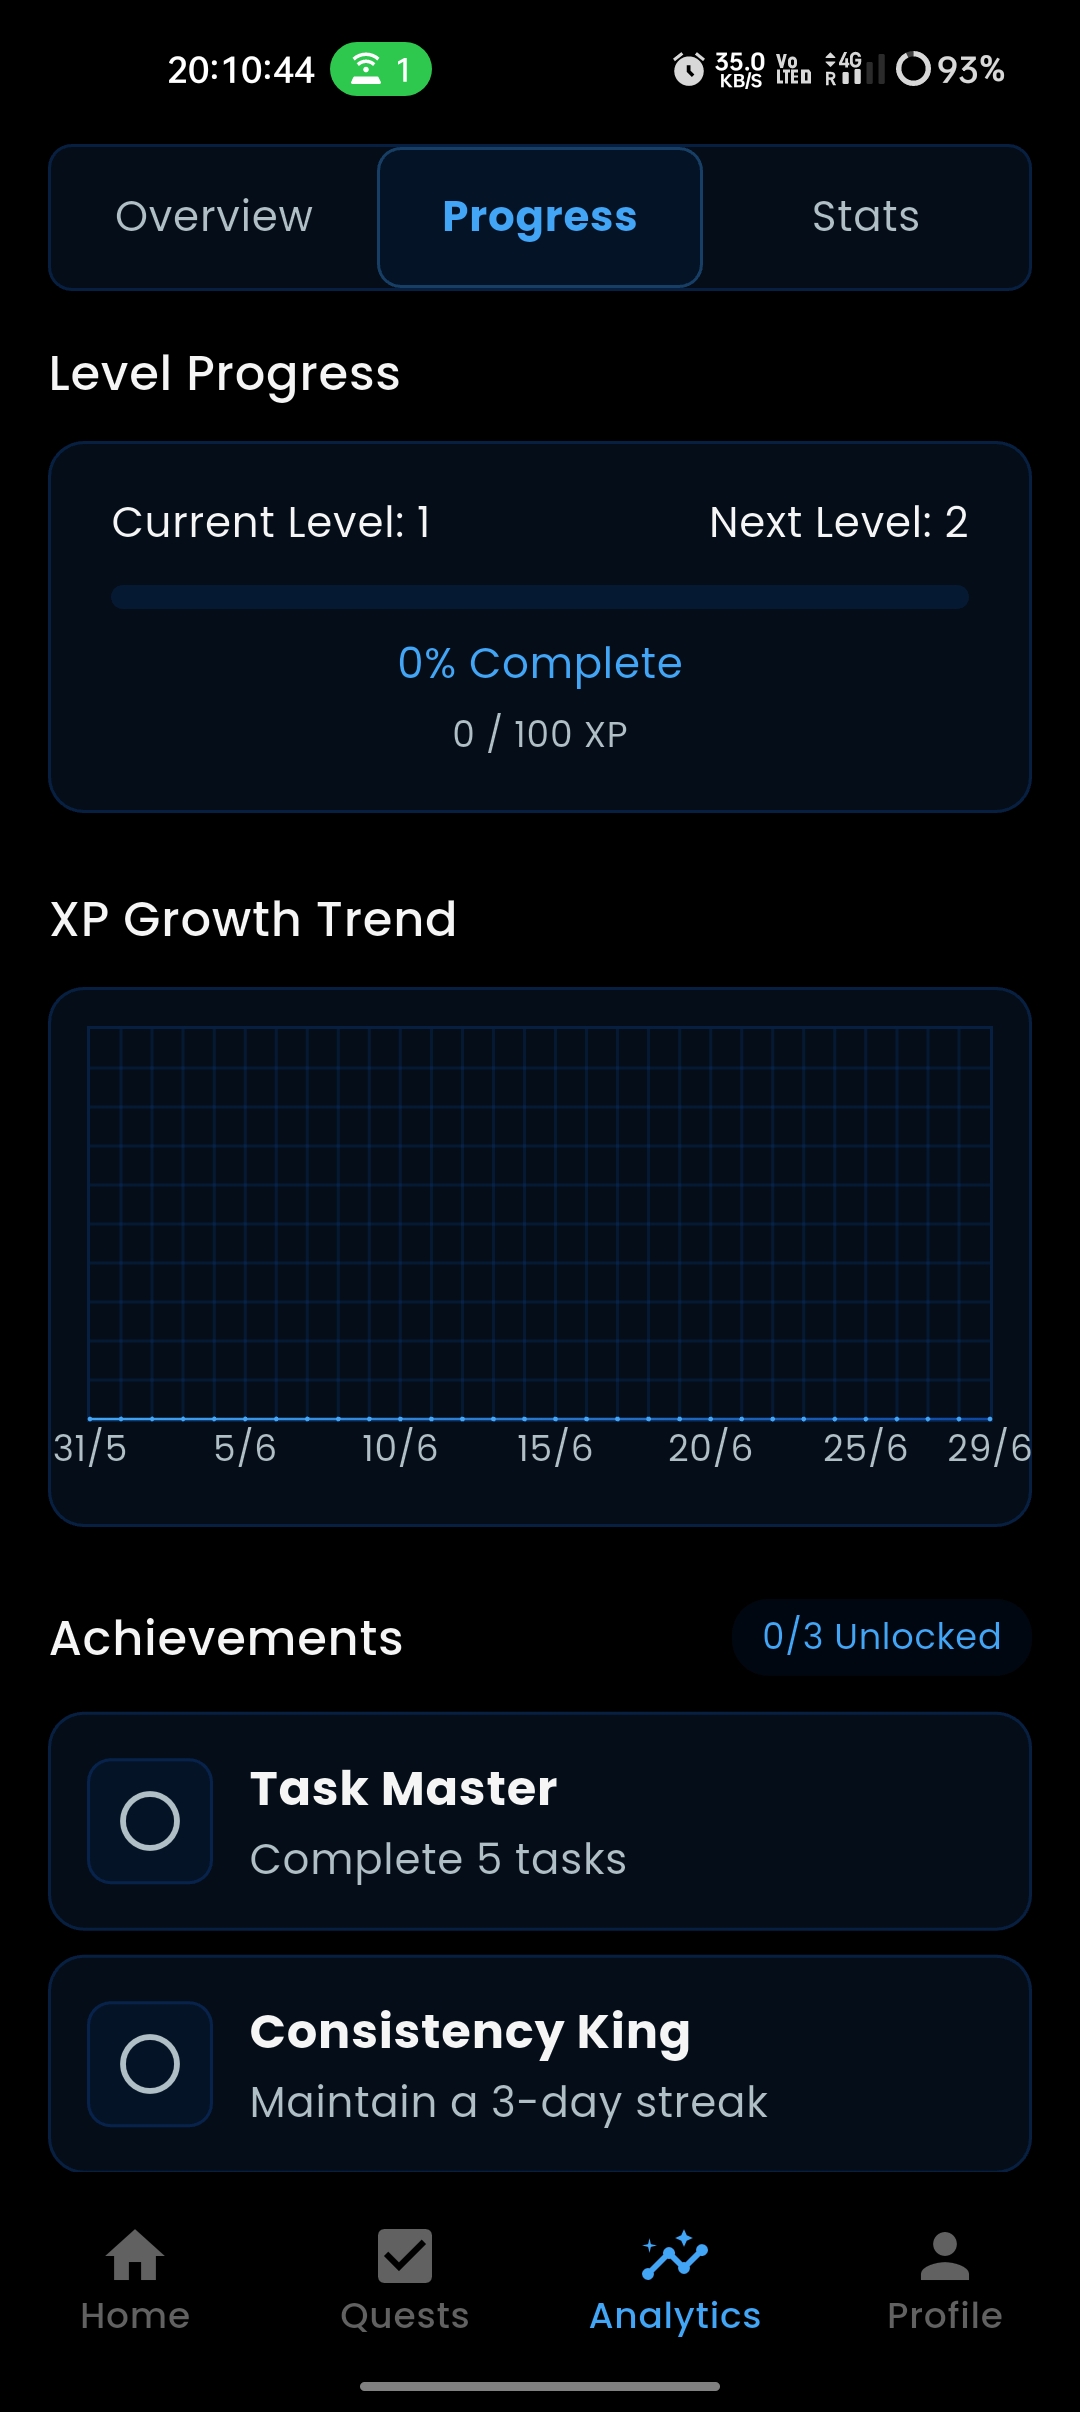 20:10:44 1 35.0 KB/S Vo LTE D 4G R 93%
Overview Progress Stats
Level Progress
Current Level: 1 Next Level: 2
0% Complete
0 / 100 XP
XP Growth Trend
31/5 5/6 10/6 15/6 20/6 25/6 29/6
Achievements 0/3 Unlocked
Task Master
Complete 5 tasks
Consistency King
Maintain a 3-day streak
Home Quests Analytics Profile